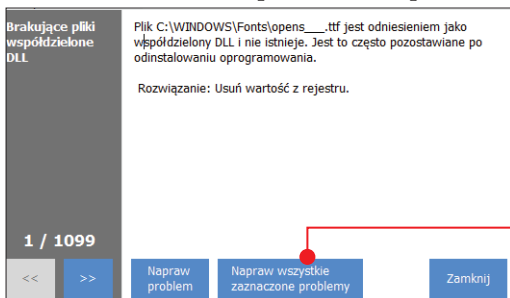 Brakujące pliki
współdzielone
DLL
Plik C:\WINDOWS\Fonts\opens___.ttf jest odniesieniem jako
współdzielony DLL i nie istnieje. Jest to często pozostawiane po
odinstalowaniu oprogramowania.
Rozwiązanie: Usuń wartość z rejestru.
1 / 1099
<< >>
Napraw
problem
Napraw wszystkie
zaznaczone problemy
Zamknij